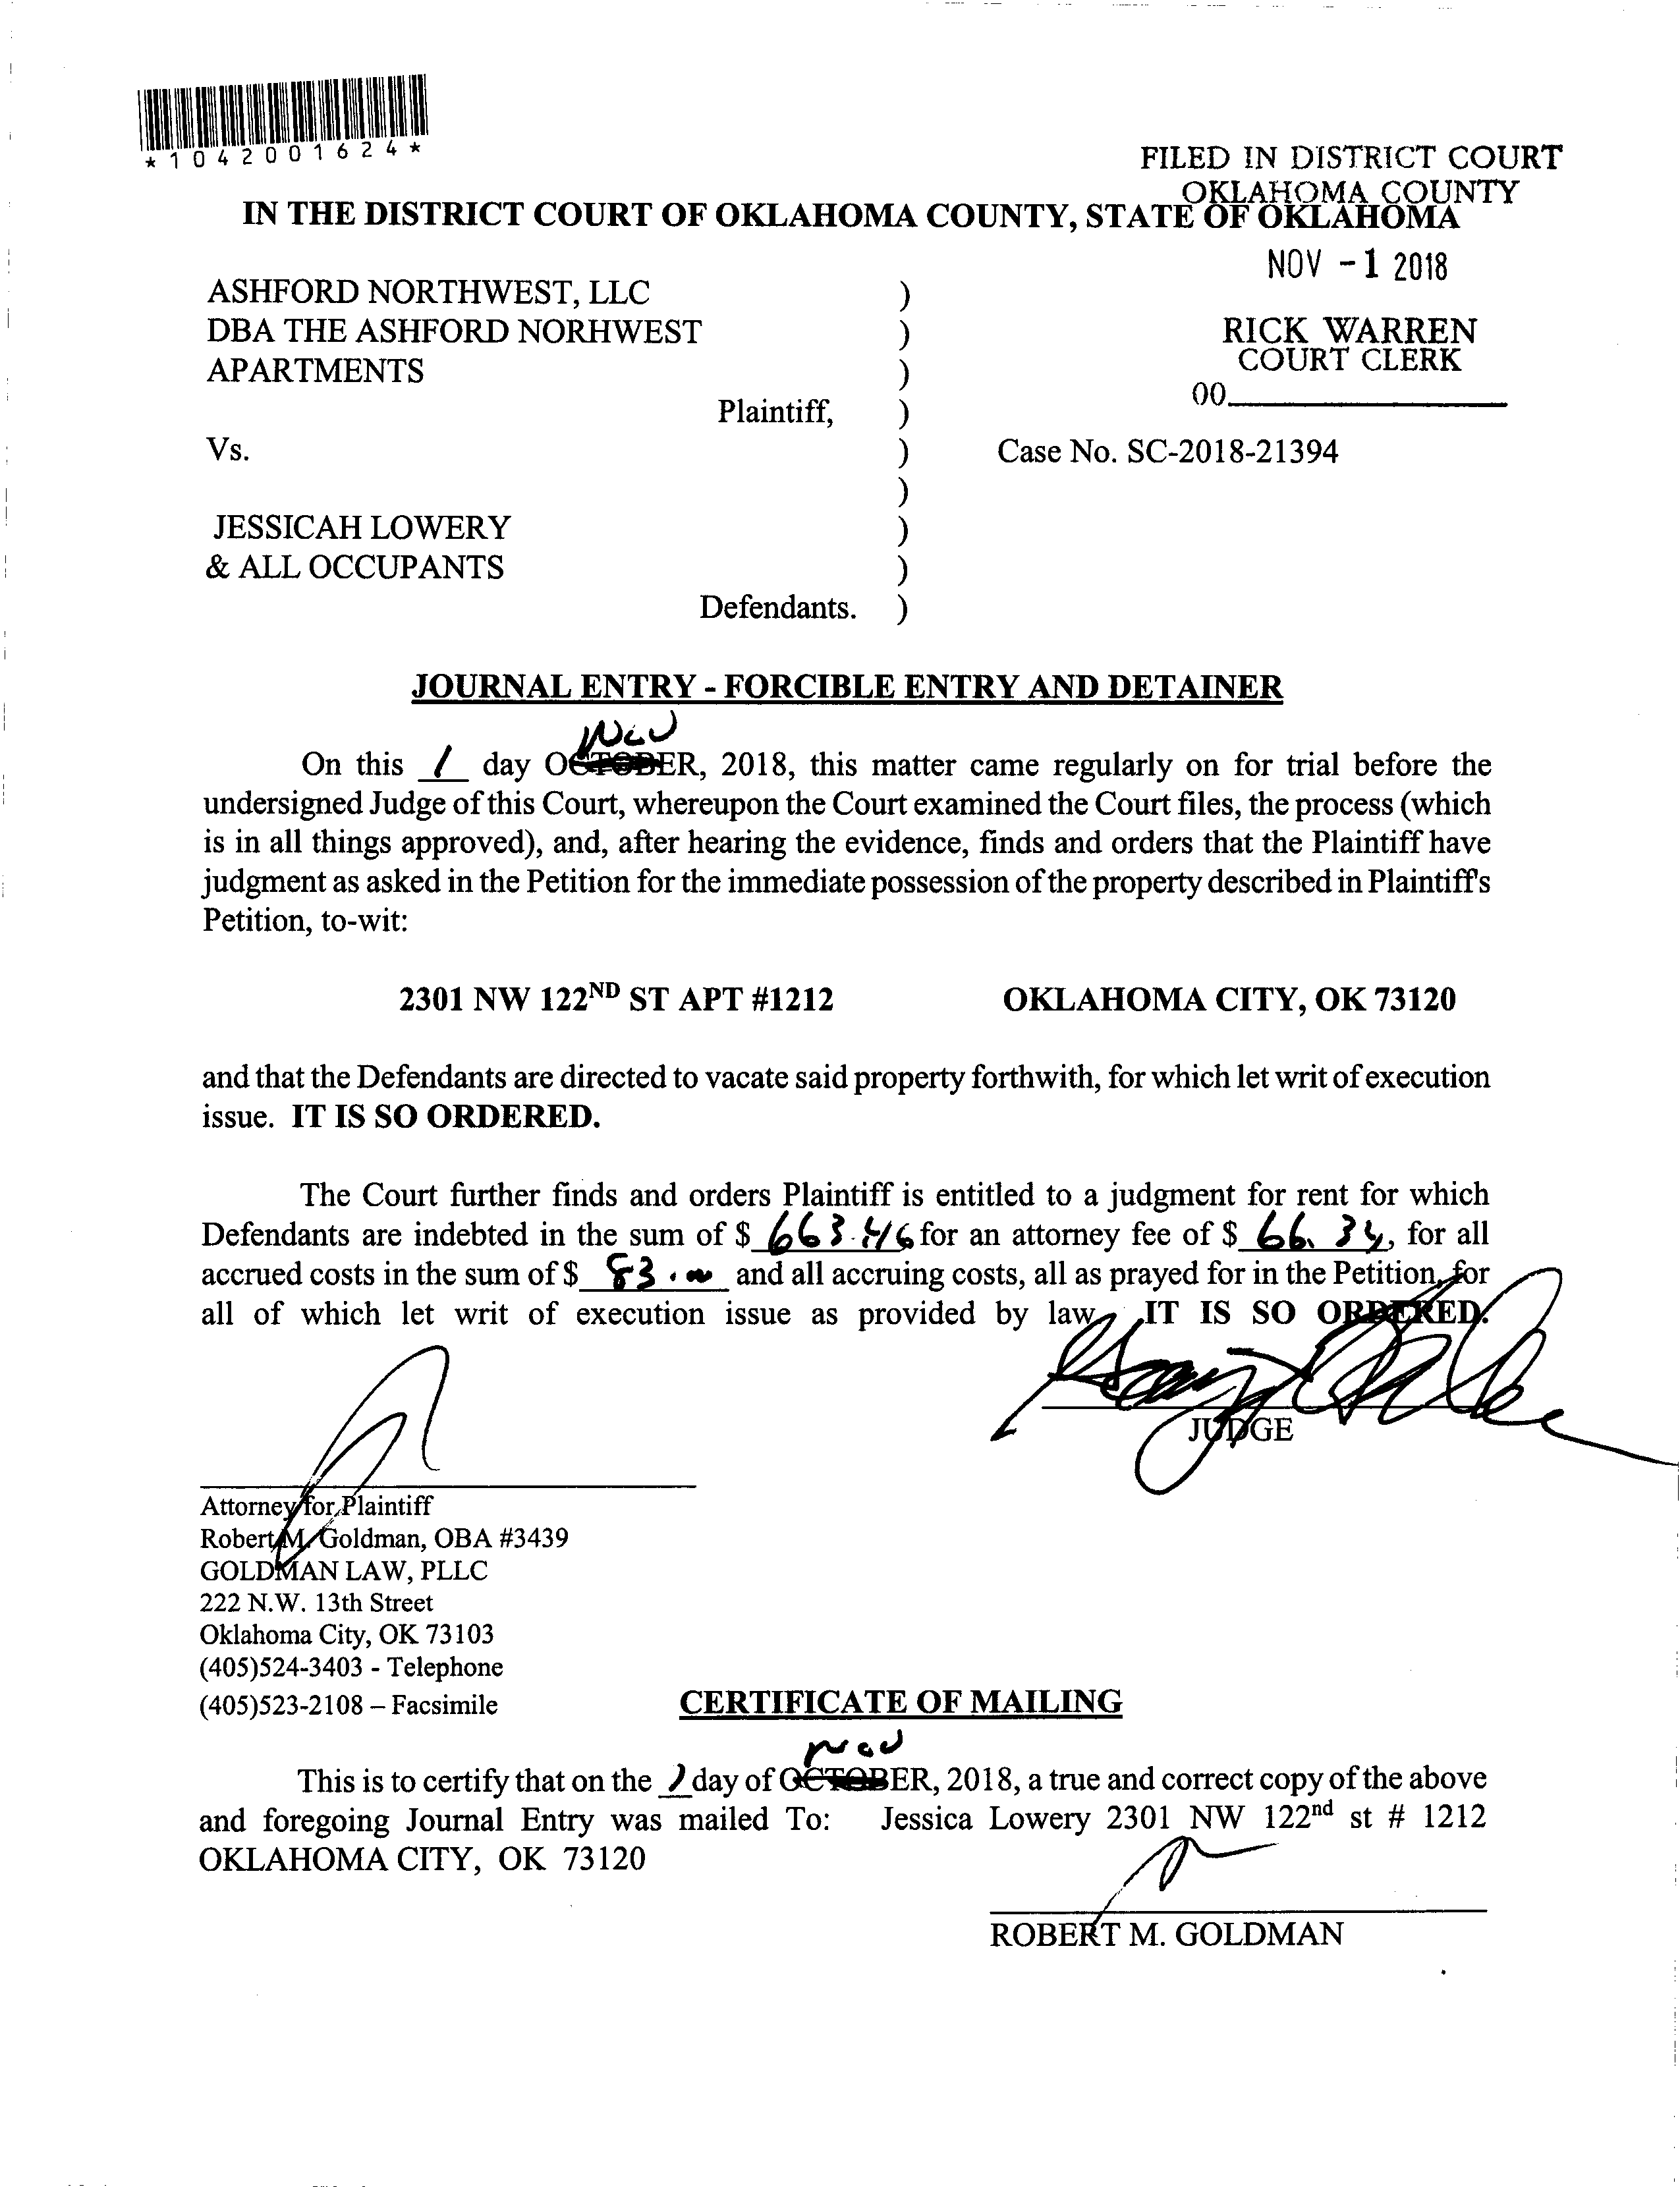 *1042001624*
FILED IN DISTRICT COURT
OKLAHOMA COUNTY
IN THE DISTRICT COURT OF OKLAHOMA COUNTY, STATE OF OKLAHOMA
NOV -1 2018
ASHFORD NORTHWEST, LLC )
DBA THE ASHFORD NORHWEST ) RICK WARREN
APARTMENTS ) COURT CLERK
00
Plaintiff, )
Vs. ) Case No. SC-2018-21394
)
JESSICAH LOWERY )
& ALL OCCUPANTS )
Defendants. )
JOURNAL ENTRY - FORCIBLE ENTRY AND DETAINER
Nov
On this 1 day OCTOBER, 2018, this matter came regularly on for trial before the
undersigned Judge of this Court, whereupon the Court examined the Court files, the process (which
is in all things approved), and, after hearing the evidence, finds and orders that the Plaintiff have
judgment as asked in the Petition for the immediate possession of the property described in Plaintiff's
Petition, to-wit:
2301 NW 122ND ST APT #1212 OKLAHOMA CITY, OK 73120
and that the Defendants are directed to vacate said property forthwith, for which let writ of execution
issue. IT IS SO ORDERED.
The Court further finds and orders Plaintiff is entitled to a judgment for rent for which
Defendants are indebted in the sum of $ 663.46 for an attorney fee of $ 66.34, for all
accrued costs in the sum of $ 83.00 and all accruing costs, all as prayed for in the Petition, for
all of which let writ of execution issue as provided by law. IT IS SO ORDERED.
JUDGE
Attorney for Plaintiff
Robert M. Goldman, OBA #3439
GOLDMAN LAW, PLLC
222 N.W. 13th Street
Oklahoma City, OK 73103
(405)524-3403 - Telephone
(405)523-2108 – Facsimile
CERTIFICATE OF MAILING
Nov
This is to certify that on the 1 day of OCTOBER, 2018, a true and correct copy of the above
and foregoing Journal Entry was mailed To: Jessica Lowery 2301 NW 122nd st # 1212
OKLAHOMA CITY, OK 73120
ROBERT M. GOLDMAN